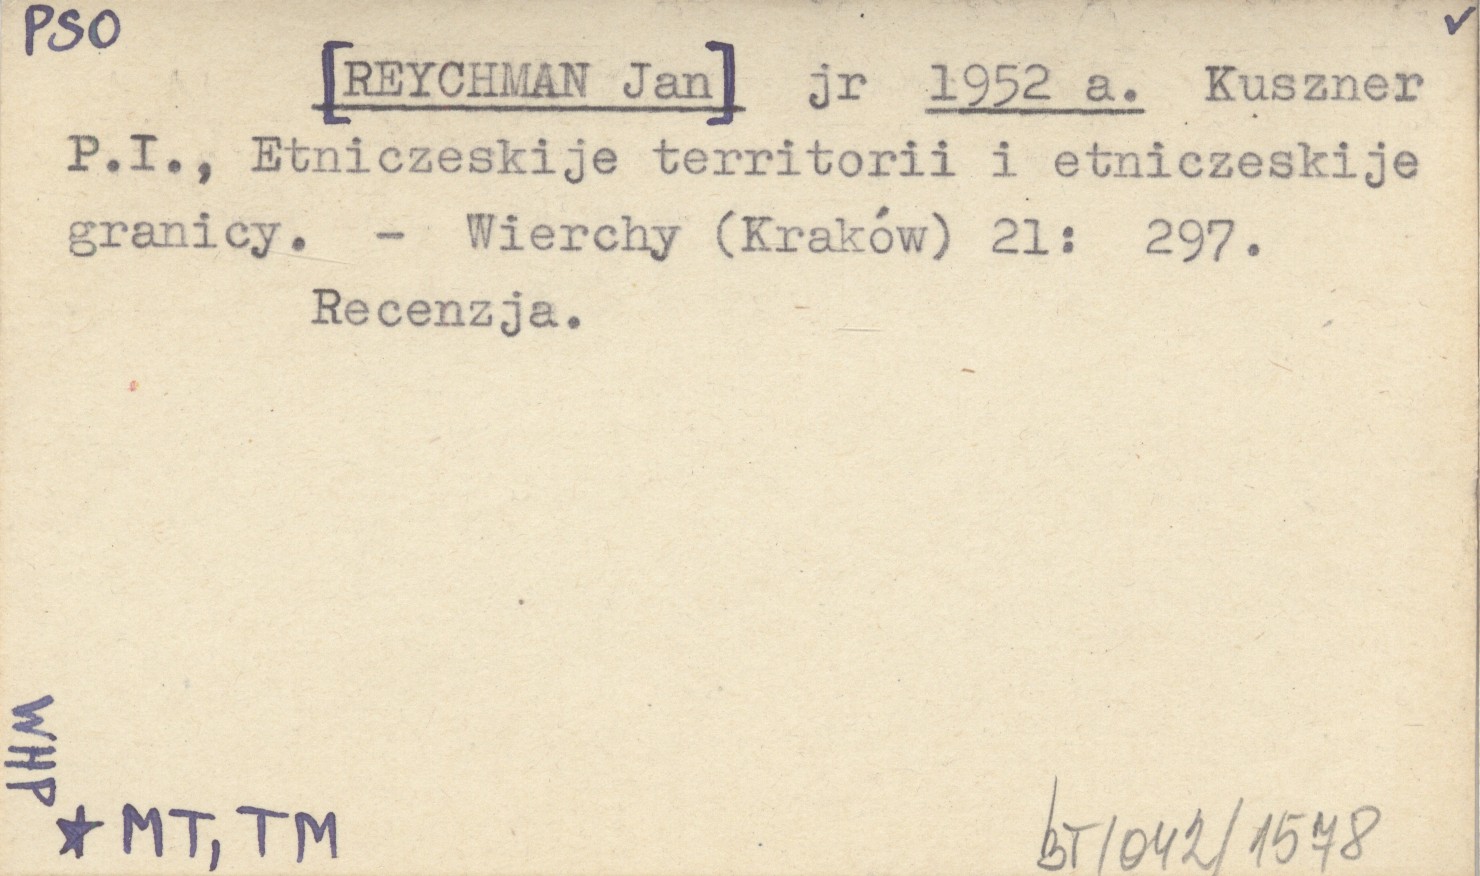 PSO ✓
[REYCHMAN Jan] jr 1952 a. Kuszner
P.I., Etniczeskije territorii i etniczeskije
granicy. - Wierchy (Kraków) 21: 297.
Recenzja.
WHP
★ MT, TM
BT/042/1578